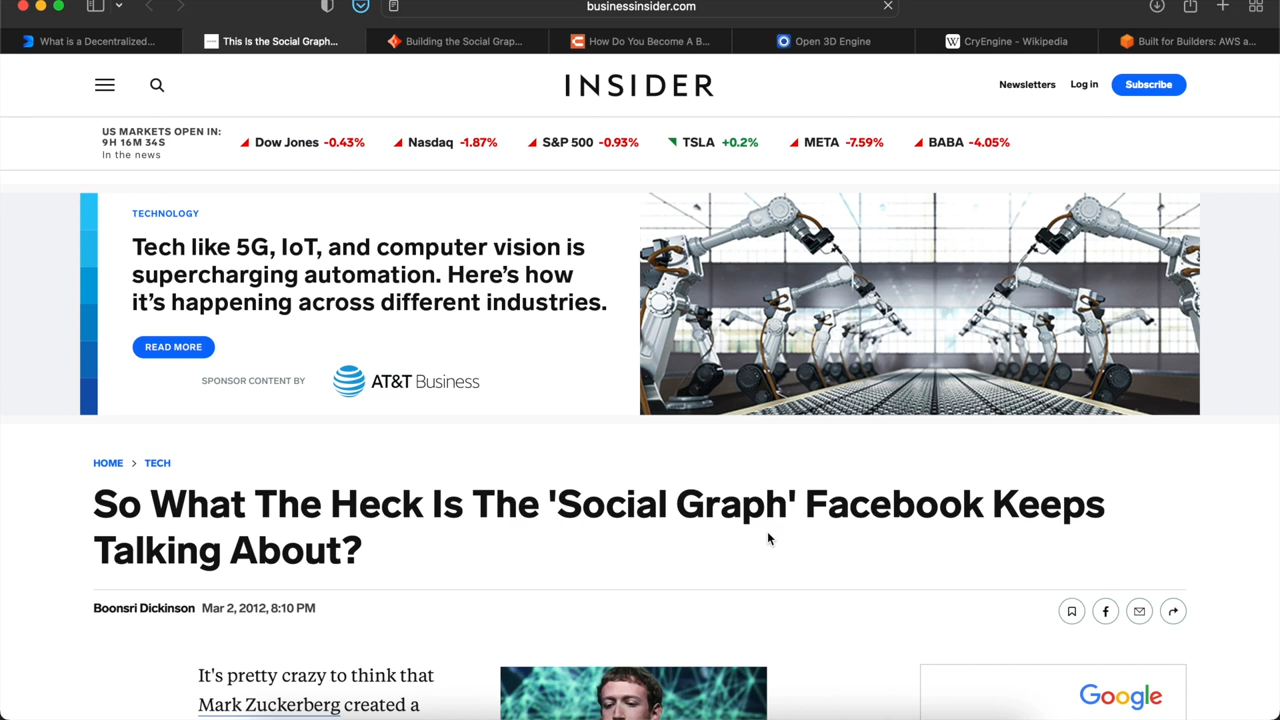 businessinsider.com
What is a Decentralized...
This Is the Social Graph...
Building the Social Grap...
How Do You Become A B...
Open 3D Engine
CryEngine - Wikipedia
Built for Builders: AWS a...
INSIDER
Newsletters
Log in
Subscribe
US MARKETS OPEN IN:
9H 16M 34S
In the news
Dow Jones -0.43%
Nasdaq -1.87%
S&P 500 -0.93%
TSLA +0.2%
META -7.59%
BABA -4.05%
TECHNOLOGY
Tech like 5G, IoT, and computer vision is
supercharging automation. Here's how
it's happening across different industries.
READ MORE
SPONSOR CONTENT BY
AT&T Business
HOME > TECH
So What The Heck Is The 'Social Graph' Facebook Keeps
Talking About?
Boonsri Dickinson Mar 2, 2012, 8:10 PM
It's pretty crazy to think that
Mark Zuckerberg created a
Google